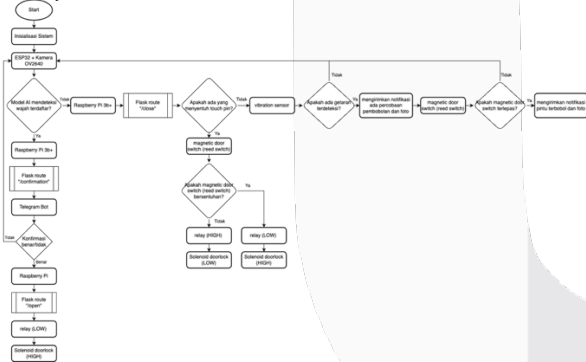 Start
Inisialisasi Sistem
ESP32 + Kamera
OV2640
Model AI mendeteksi
wajah terdaftar?
Tidak
Raspberry Pi 3b+
Flask route
"/close"
Apakah ada yang
menyentuh touch pin?
Tidak
vibration sensor
Apakah ada getaran
terdeteksi?
Tidak
Ya
mengirimkan notifikasi
ada percobaan
pembobolan dan foto
magnetic door
switch (reed switch)
Apakah magnetic door
switch terlepas?
Tidak
Ya
mengirimkan notifikasi
pintu terbobol dan foto
Ya
magnetic door
switch (reed switch)
Apakah magnetic door
switch (reed switch)
bersentuhan?
Tidak
Ya
relay (HIGH)
relay (LOW)
Solenoid doorlock
(LOW)
Solenoid doorlock
(HIGH)
Ya
Raspberry Pi 3b+
Flask route
"/confirmation"
Telegram Bot
Konfirmasi
benar/tidak
Tidak
Benar
Raspberry Pi
Flask route
"/open"
relay (LOW)
Solenoid doorlock
(HIGH)